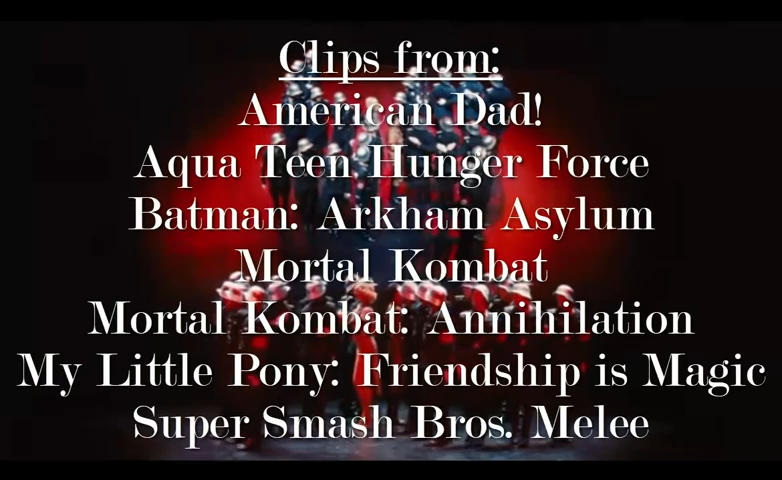 Clips from:
American Dad!
Aqua Teen Hunger Force
Batman: Arkham Asylum
Mortal Kombat
Mortal Kombat: Annihilation
My Little Pony: Friendship is Magic
Super Smash Bros. Melee